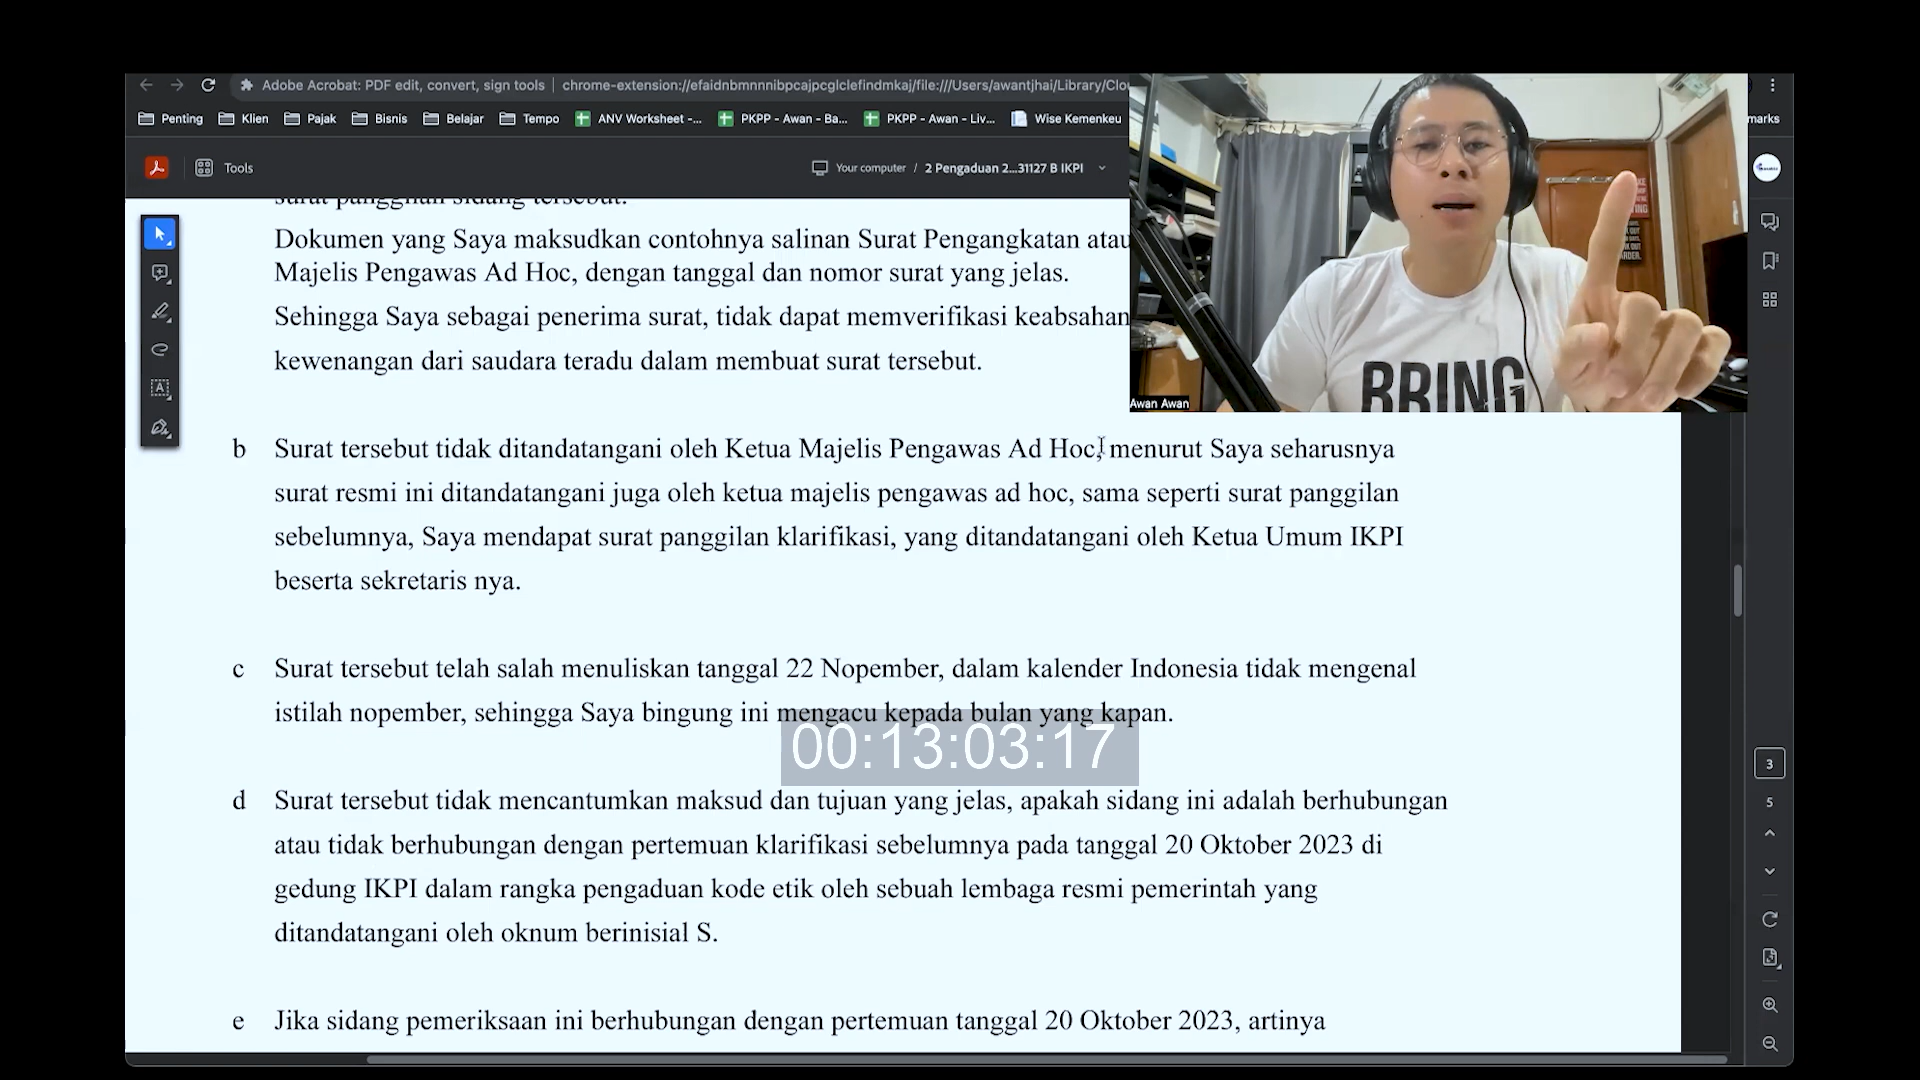 Adobe Acrobat: PDF edit, convert, sign tools | chrome-extension://efaidnbmnnnibpcajpcglclefindmkaj/file:///Users/awantjhai/Library/Clo
Penting Klien Pajak Bisnis Belajar Tempo ANV Worksheet -... PKPP - Awan - Ba... PKPP - Awan - Liv... Wise Kemenkeu marks
Tools Your computer / 2 Pengaduan 2...31127 B IKPI
surat panggilan sidang tersebut.
Dokumen yang Saya maksudkan contohnya salinan Surat Pengangkatan atau
Majelis Pengawas Ad Hoc, dengan tanggal dan nomor surat yang jelas.
Sehingga Saya sebagai penerima surat, tidak dapat memverifikasi keabsahan
kewenangan dari saudara teradu dalam membuat surat tersebut.
BRING
Awan Awan
b Surat tersebut tidak ditandatangani oleh Ketua Majelis Pengawas Ad Hoc, menurut Saya seharusnya
surat resmi ini ditandatangani juga oleh ketua majelis pengawas ad hoc, sama seperti surat panggilan
sebelumnya, Saya mendapat surat panggilan klarifikasi, yang ditandatangani oleh Ketua Umum IKPI
beserta sekretaris nya.
c Surat tersebut telah salah menuliskan tanggal 22 Nopember, dalam kalender Indonesia tidak mengenal
istilah nopember, sehingga Saya bingung ini mengacu kepada bulan yang kapan.
00:13:03:17
3
5
d Surat tersebut tidak mencantumkan maksud dan tujuan yang jelas, apakah sidang ini adalah berhubungan
atau tidak berhubungan dengan pertemuan klarifikasi sebelumnya pada tanggal 20 Oktober 2023 di
gedung IKPI dalam rangka pengaduan kode etik oleh sebuah lembaga resmi pemerintah yang
ditandatangani oleh oknum berinisial S.
e Jika sidang pemeriksaan ini berhubungan dengan pertemuan tanggal 20 Oktober 2023, artinya